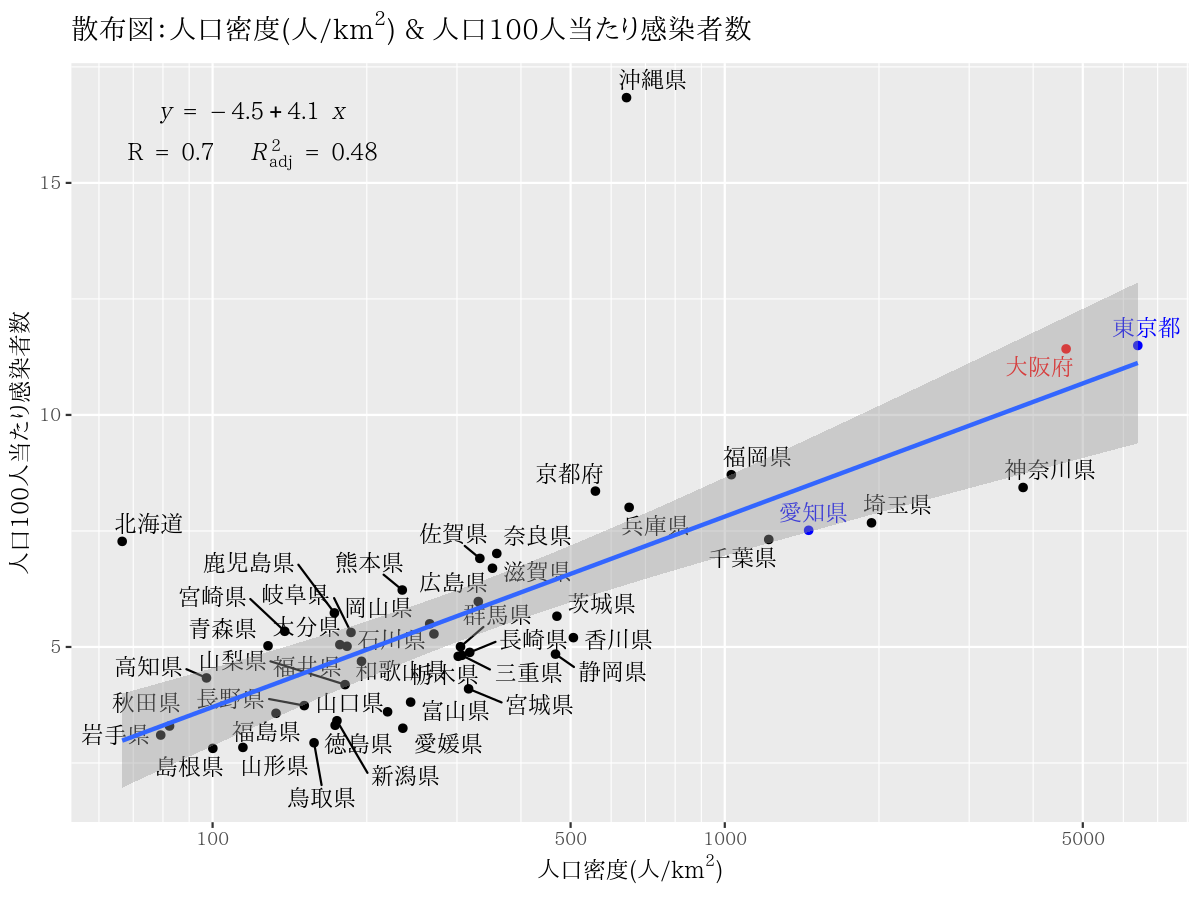 散布図：人口密度(人/km²) & 人口100人当たり感染者数
y = −4.5 + 4.1 x
R = 0.7 R²adj = 0.48
沖縄県
15
東京都
大阪府
10
福岡県
神奈川県
京都府
埼玉県
愛知県
兵庫県
北海道
佐賀県
奈良県
千葉県
鹿児島県
熊本県
広島県
滋賀県
宮崎県
岐阜県
岡山県
群馬県
茨城県
青森県
大分県
石川県
長崎県
香川県
5
高知県
山梨県
福井県
和歌山県
栃木県
三重県
静岡県
秋田県
長野県
山口県
富山県
宮城県
岩手県
福島県
徳島県
愛媛県
島根県
山形県
新潟県
鳥取県
100
500
1000
5000
人口密度(人/km²)
人口100人当たり感染者数